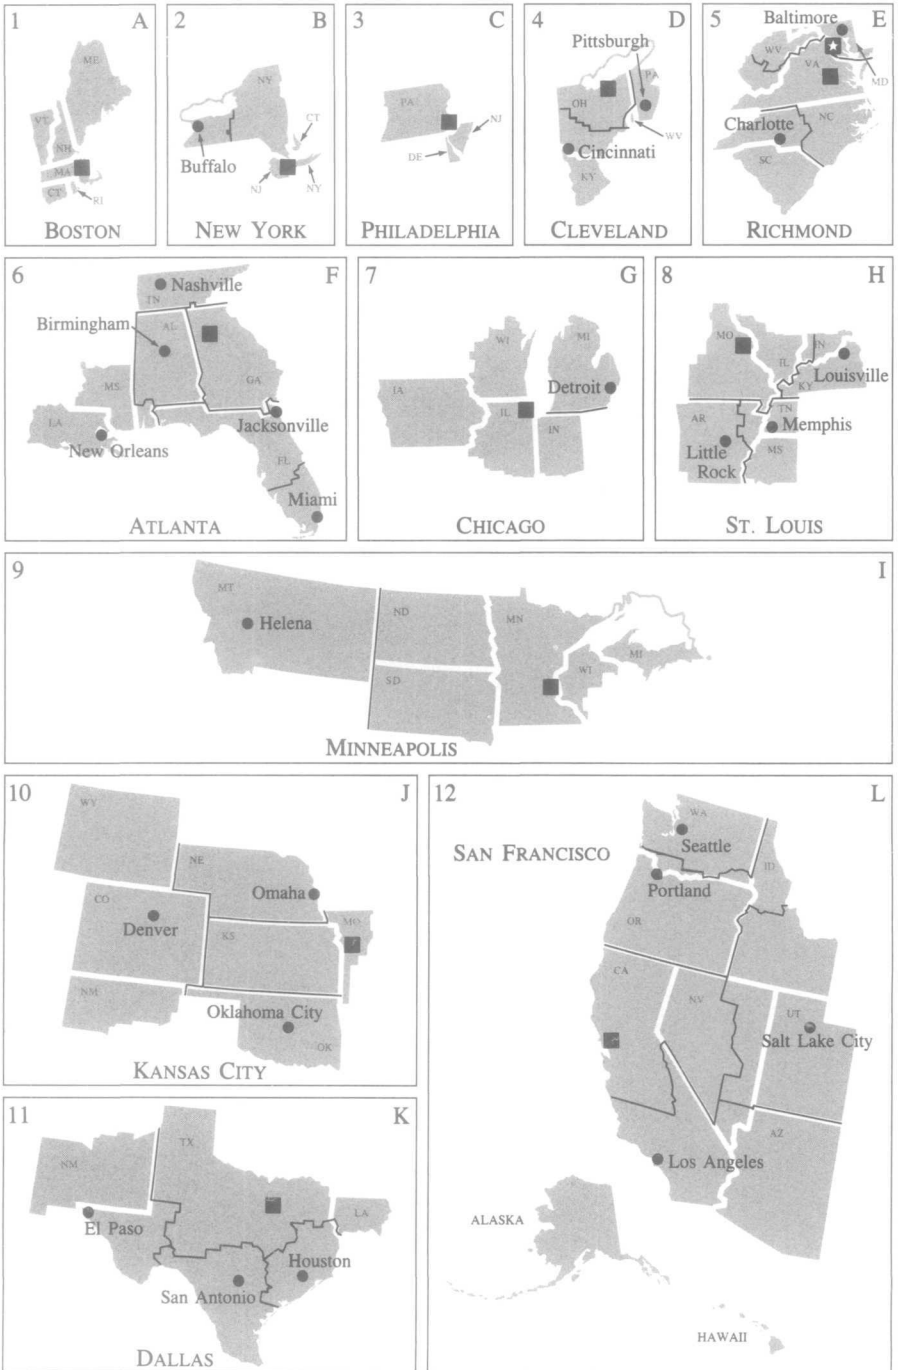 1 A
ME
VT
NH
MA
CT
RI
BOSTON
2 B
NY
CT
Buffalo
NJ
NY
NEW YORK
3 C
PA
NJ
DE
PHILADELPHIA
4 D
Pittsburgh
PA
OH
WV
Cincinnati
KY
CLEVELAND
5 E
Baltimore
WV
VA
MD
NC
Charlotte
SC
RICHMOND
6 F
Nashville
TN
Birmingham
AL
MS
GA
LA
Jacksonville
New Orleans
FL
Miami
ATLANTA
7 G
WI
MI
IA
Detroit
IL
IN
CHICAGO
8 H
MO
IN
IL
Louisville
KY
TN
AR
Memphis
Little
Rock
MS
ST. LOUIS
9 I
MT
ND
MN
Helena
MI
WI
SD
MINNEAPOLIS
10 J
WY
NE
Omaha
CO
MO
Denver
KS
NM
Oklahoma City
OK
KANSAS CITY
11 K
TX
NM
LA
El Paso
Houston
San Antonio
DALLAS
12 L
WA
Seattle
SAN FRANCISCO
ID
Portland
OR
CA
NV
UT
Salt Lake City
AZ
Los Angeles
ALASKA
HAWAII